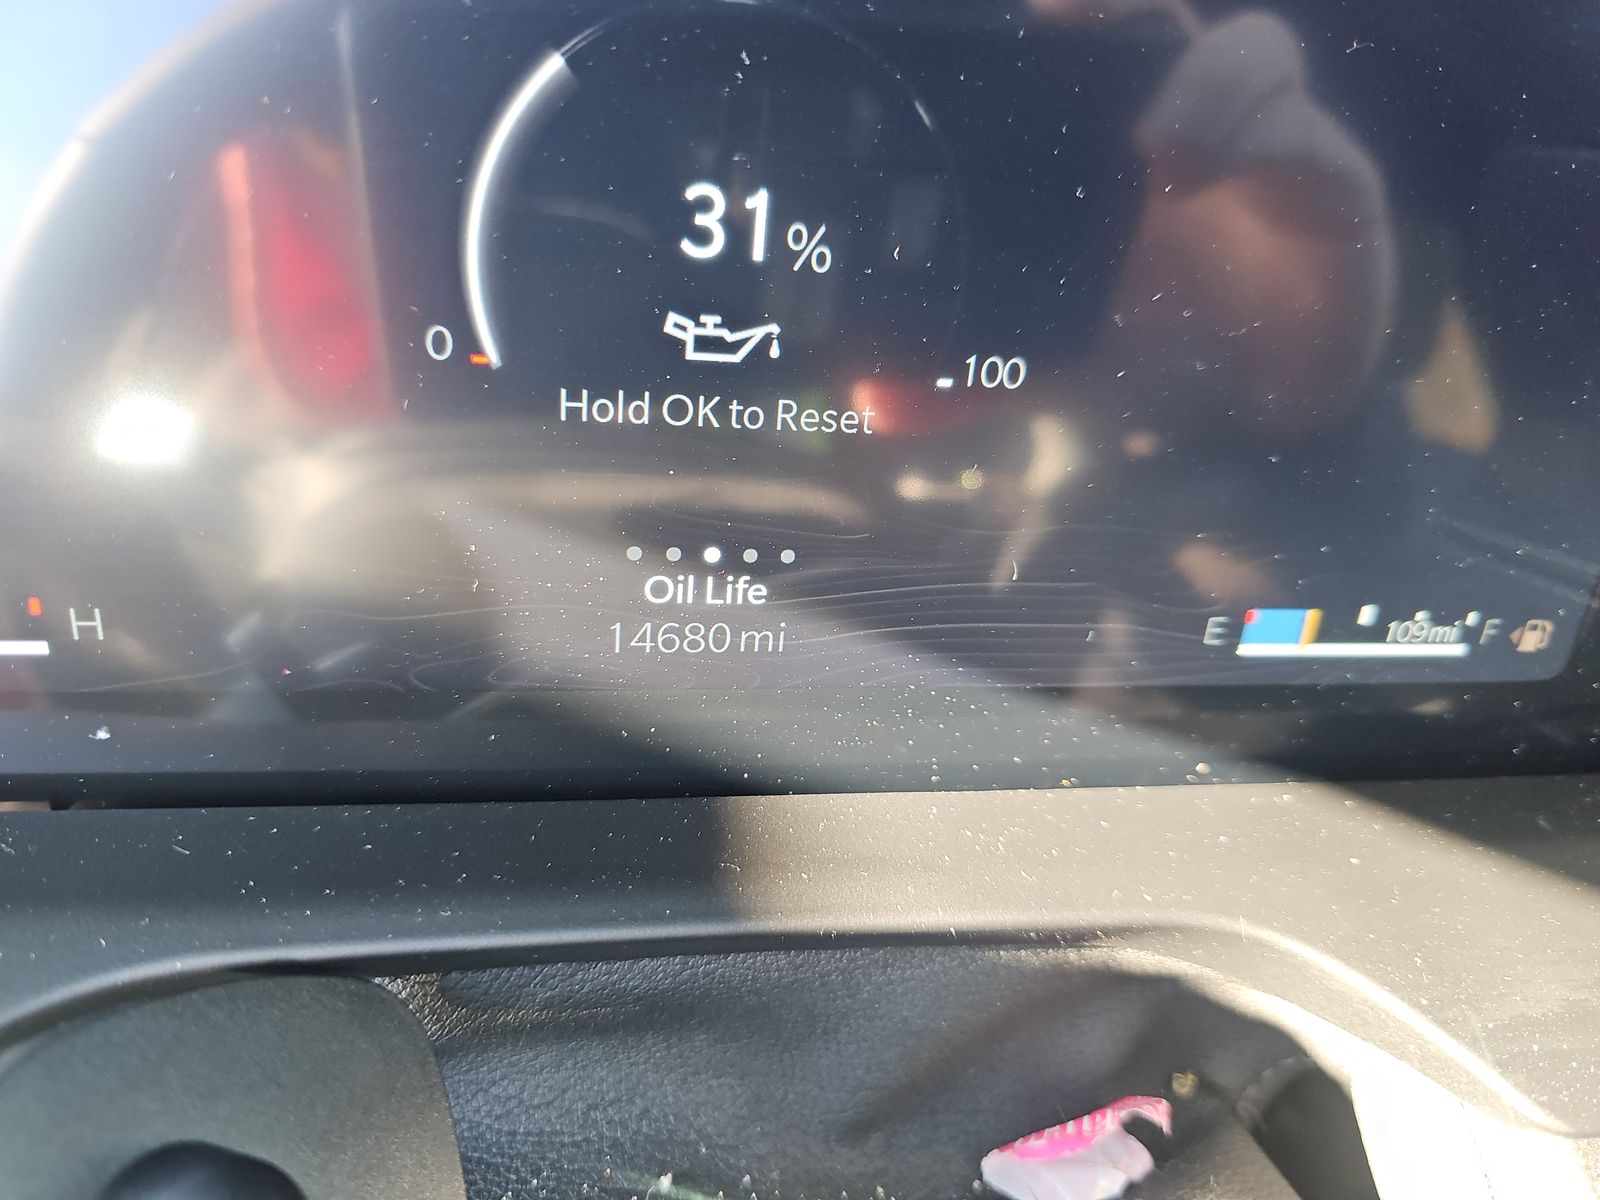 31%
0
100
Hold OK to Reset
Oil Life
14680 mi
H
E
109mi
F